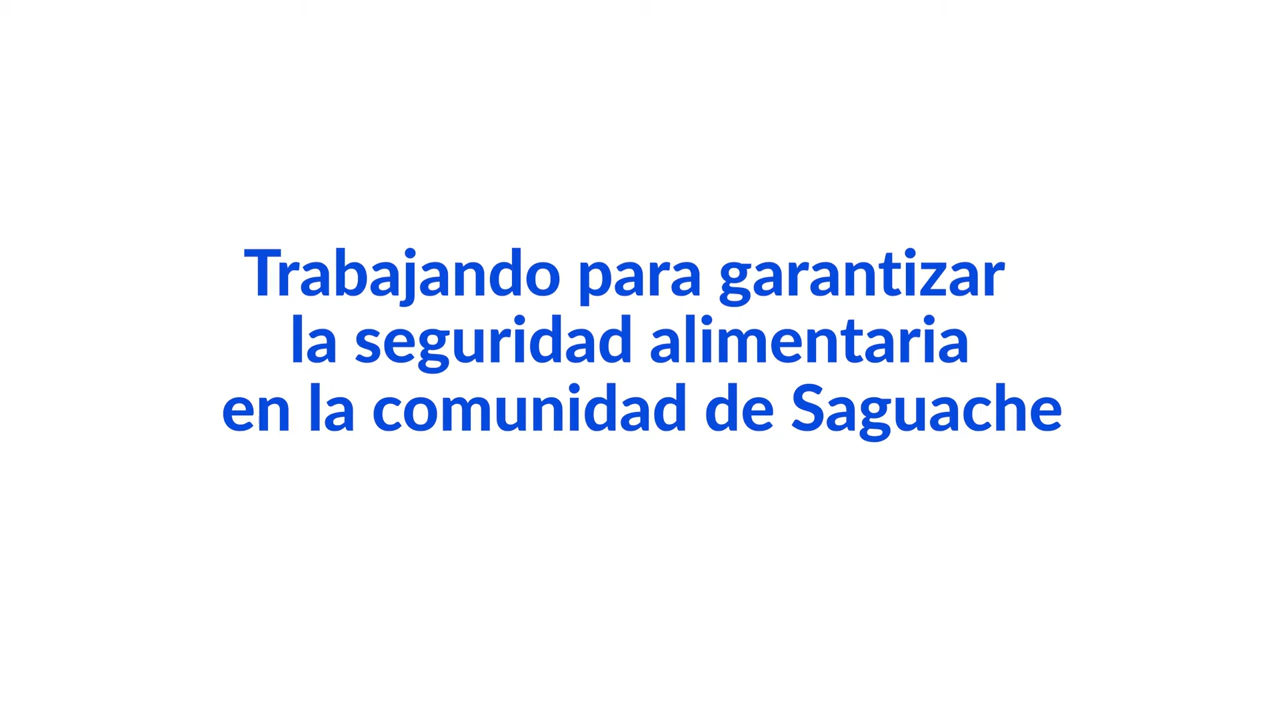 Trabajando para garantizar
la seguridad alimentaria
en la comunidad de Saguache